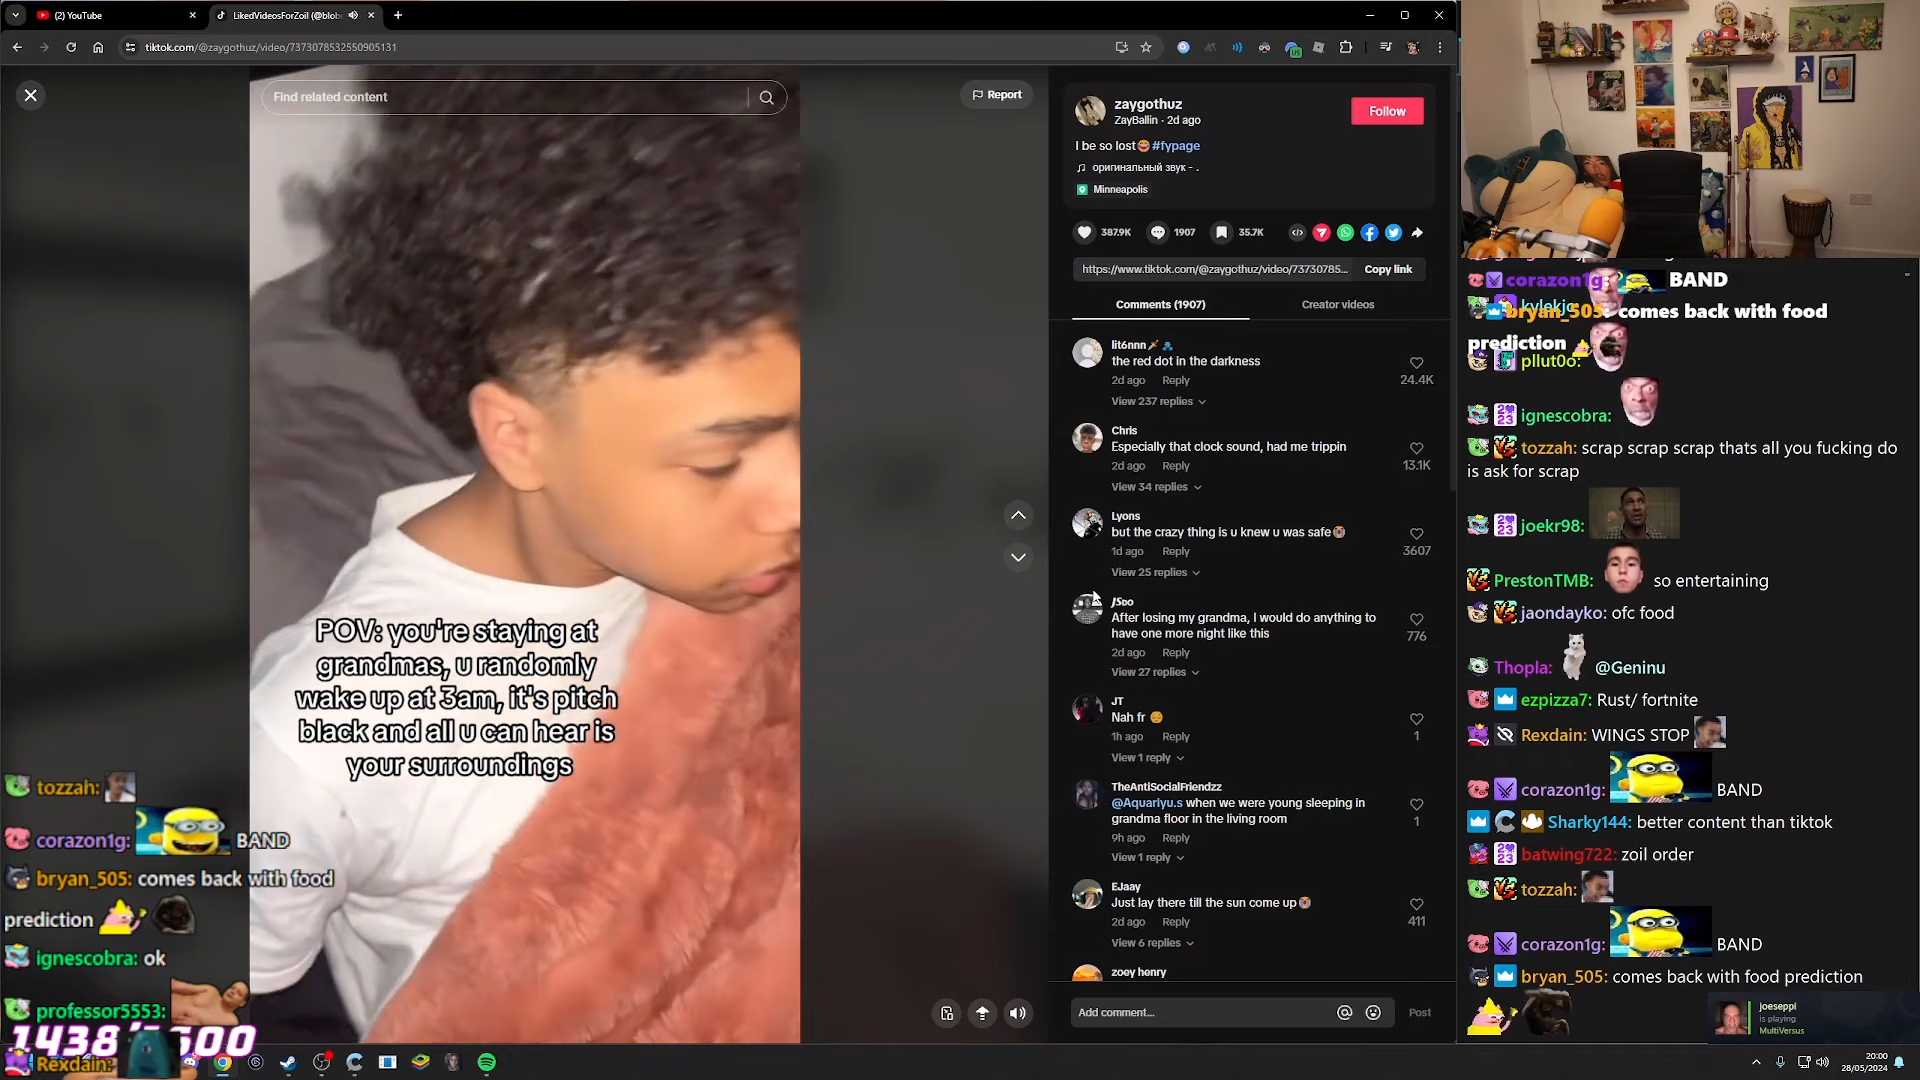 (2) YouTube
LikedVideosForZoil (@blob
tiktok.com/@zaygothuz/video/7373078532550905131
Find related content
Report
POV: you're staying at
grandmas, u randomly
wake up at 3am, it's pitch
black and all u can hear is
your surroundings
tozzah:
corazon1g: BAND
bryan_505: comes back with food
prediction
ignescobra: ok
professor5553:
Rexdain:
zaygothuz
ZayBallin · 2d ago
Follow
I be so lost #fypage
оригинальный звук - .
Minneapolis
387.9K
1907
35.7K
https://www.tiktok.com/@zaygothuz/video/73730785...
Copy link
Comments (1907)
Creator videos
lit6nnn
the red dot in the darkness
2d ago Reply
24.4K
View 237 replies
Chris
Especially that clock sound, had me trippin
2d ago Reply
13.1K
View 34 replies
Lyons
but the crazy thing is u knew u was safe
1d ago Reply
3607
View 25 replies
After losing my grandma, I would do anything to
have one more night like this
776
2d ago Reply
View 27 replies
JT
Nah fr
1h ago Reply
1
View 1 reply
TheAntiSocialFriendzz
@Aquariyu.s when we were young sleeping in
grandma floor in the living room
1
9h ago Reply
View 1 reply
EJaay
Just lay there till the sun come up
2d ago Reply
411
View 6 replies
zoey henry
Add comment...
Post
corazon1g BAND
kylekjc
bryan_505: comes back with food
prediction
pllut0o:
ignescobra:
tozzah: scrap scrap scrap thats all you fucking do
is ask for scrap
joekr98:
PrestonTMB: so entertaining
jaondayko: ofc food
Thopla: @Geninu
ezpizza7: Rust/ fortnite
Rexdain: WINGS STOP
corazon1g: BAND
Sharky144: better content than tiktok
batwing722: zoil order
tozzah:
corazon1g: BAND
bryan_505: comes back with food prediction
joeseppi
is playing
MultiVersus
20:00
28/05/2024